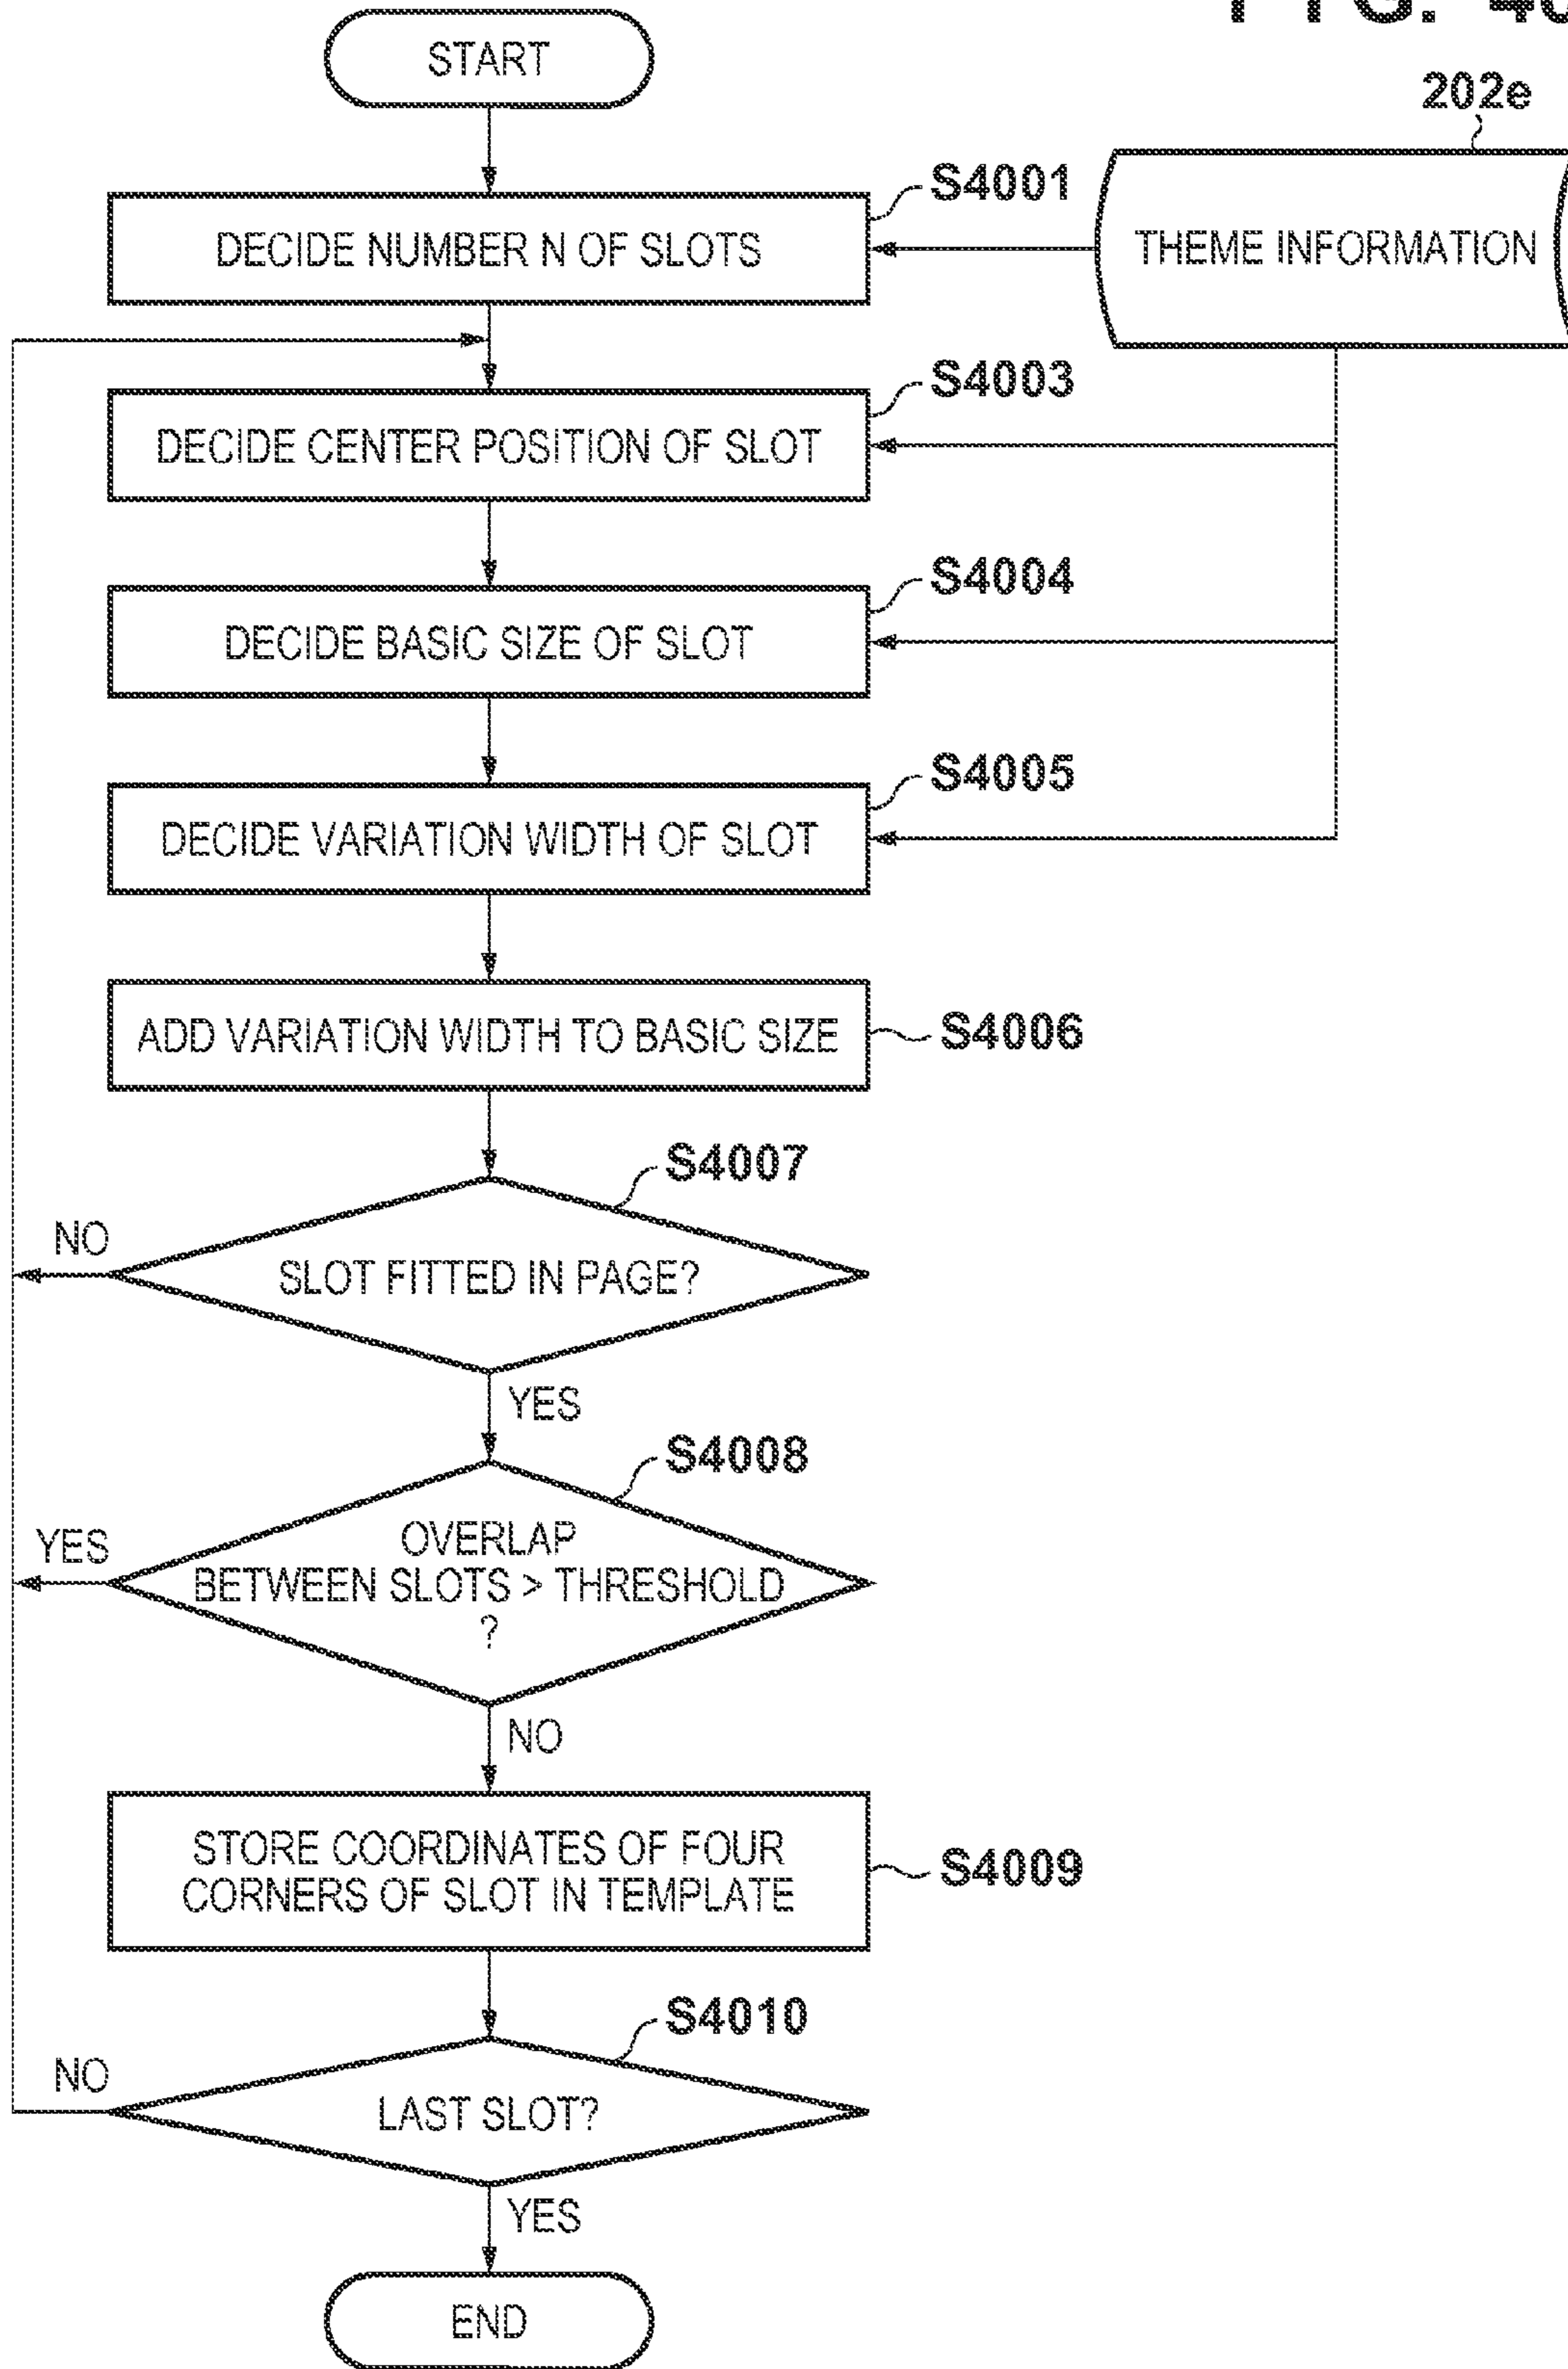 FIG. 40
START
202e
S4001
DECIDE NUMBER N OF SLOTS
THEME INFORMATION
S4003
DECIDE CENTER POSITION OF SLOT
S4004
DECIDE BASIC SIZE OF SLOT
S4005
DECIDE VARIATION WIDTH OF SLOT
ADD VARIATION WIDTH TO BASIC SIZE
S4006
S4007
NO
SLOT FITTED IN PAGE?
YES
S4008
YES
OVERLAP
BETWEEN SLOTS > THRESHOLD
?
NO
STORE COORDINATES OF FOUR
CORNERS OF SLOT IN TEMPLATE
S4009
S4010
NO
LAST SLOT?
YES
END